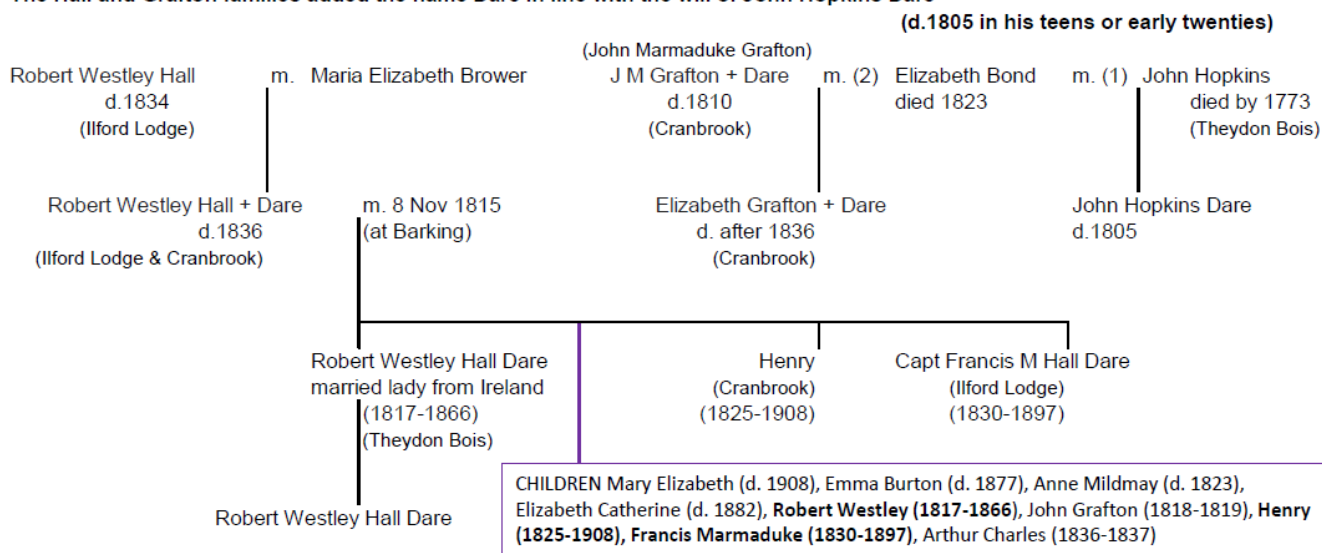 (d.1805 in his teens or early twenties)
(John Marmaduke Grafton)
Robert Westley Hall m. Maria Elizabeth Brower J M Grafton + Dare m. (2) Elizabeth Bond m. (1) John Hopkins
d.1834 d.1810 died 1823 died by 1773
(Ilford Lodge) (Cranbrook) (Theydon Bois)
Robert Westley Hall + Dare m. 8 Nov 1815 Elizabeth Grafton + Dare John Hopkins Dare
d.1836 (at Barking) d. after 1836 d.1805
(Ilford Lodge & Cranbrook) (Cranbrook)
Robert Westley Hall Dare Henry Capt Francis M Hall Dare
married lady from Ireland (Cranbrook) (Ilford Lodge)
(1817-1866) (1825-1908) (1830-1897)
(Theydon Bois)
CHILDREN Mary Elizabeth (d. 1908), Emma Burton (d. 1877), Anne Mildmay (d. 1823),
Elizabeth Catherine (d. 1882), Robert Westley (1817-1866), John Grafton (1818-1819), Henry
(1825-1908), Francis Marmaduke (1830-1897), Arthur Charles (1836-1837)
Robert Westley Hall Dare